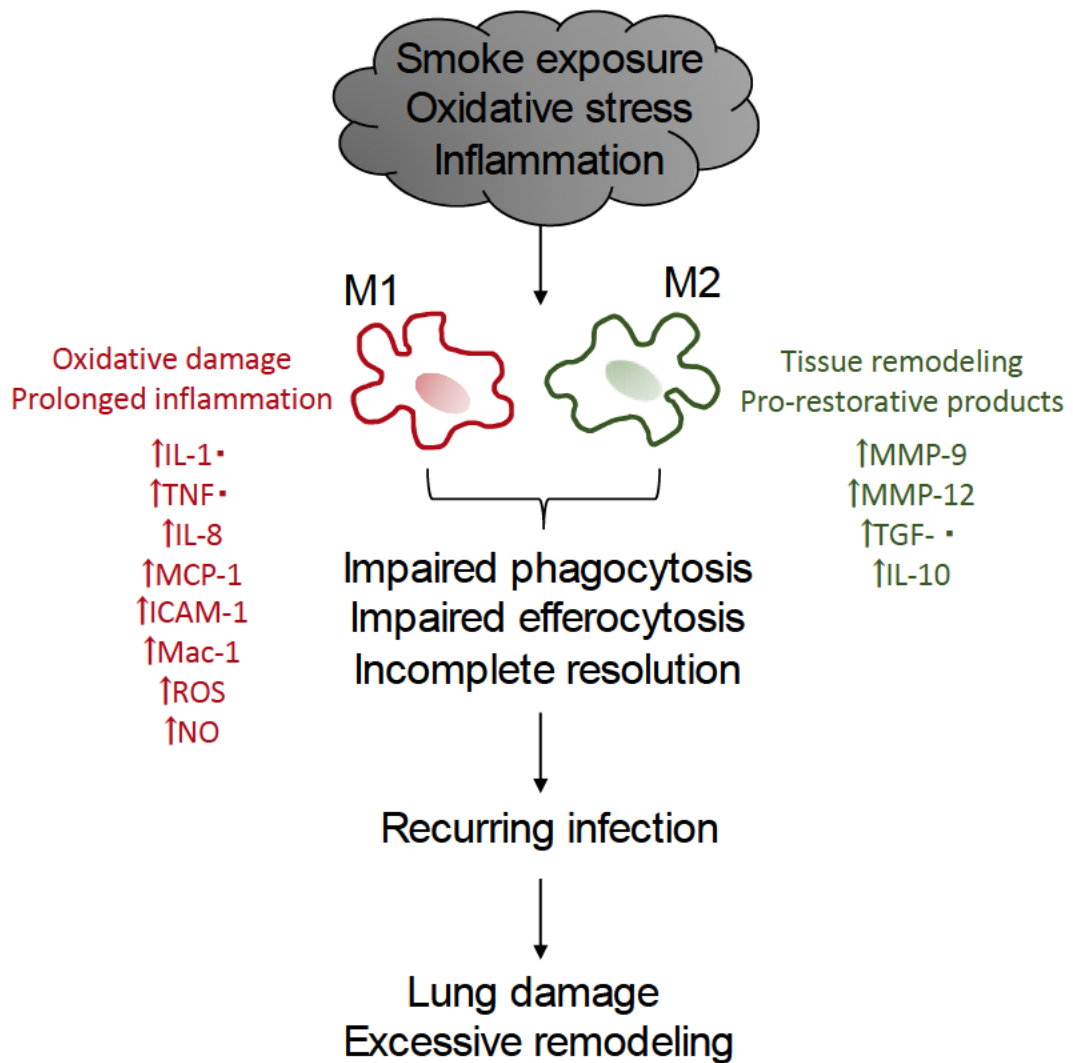 Smoke exposure
Oxidative stress
Inflammation
M1
M2
Oxidative damage
Prolonged inflammation
↑IL-1▪
↑TNF▪
↑IL-8
↑MCP-1
↑ICAM-1
↑Mac-1
↑ROS
↑NO
Tissue remodeling
Pro-restorative products
↑MMP-9
↑MMP-12
↑TGF- ▪
↑IL-10
Impaired phagocytosis
Impaired efferocytosis
Incomplete resolution
Recurring infection
Lung damage
Excessive remodeling